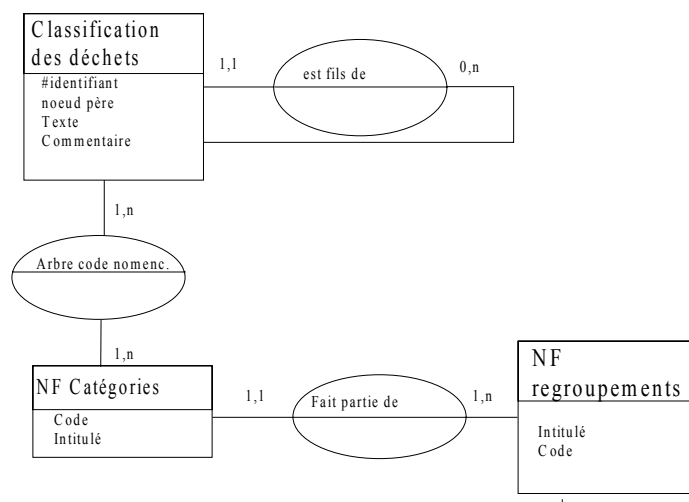 Classification
des déchets
#identifiant
noeud père
Texte
Commentaire
1,1
est fils de
0,n
1,n
Arbre code nomenc.
1,n
NF Catégories
Code
Intitulé
1,1
Fait partie de
1,n
NF
regroupements
Intitulé
Code